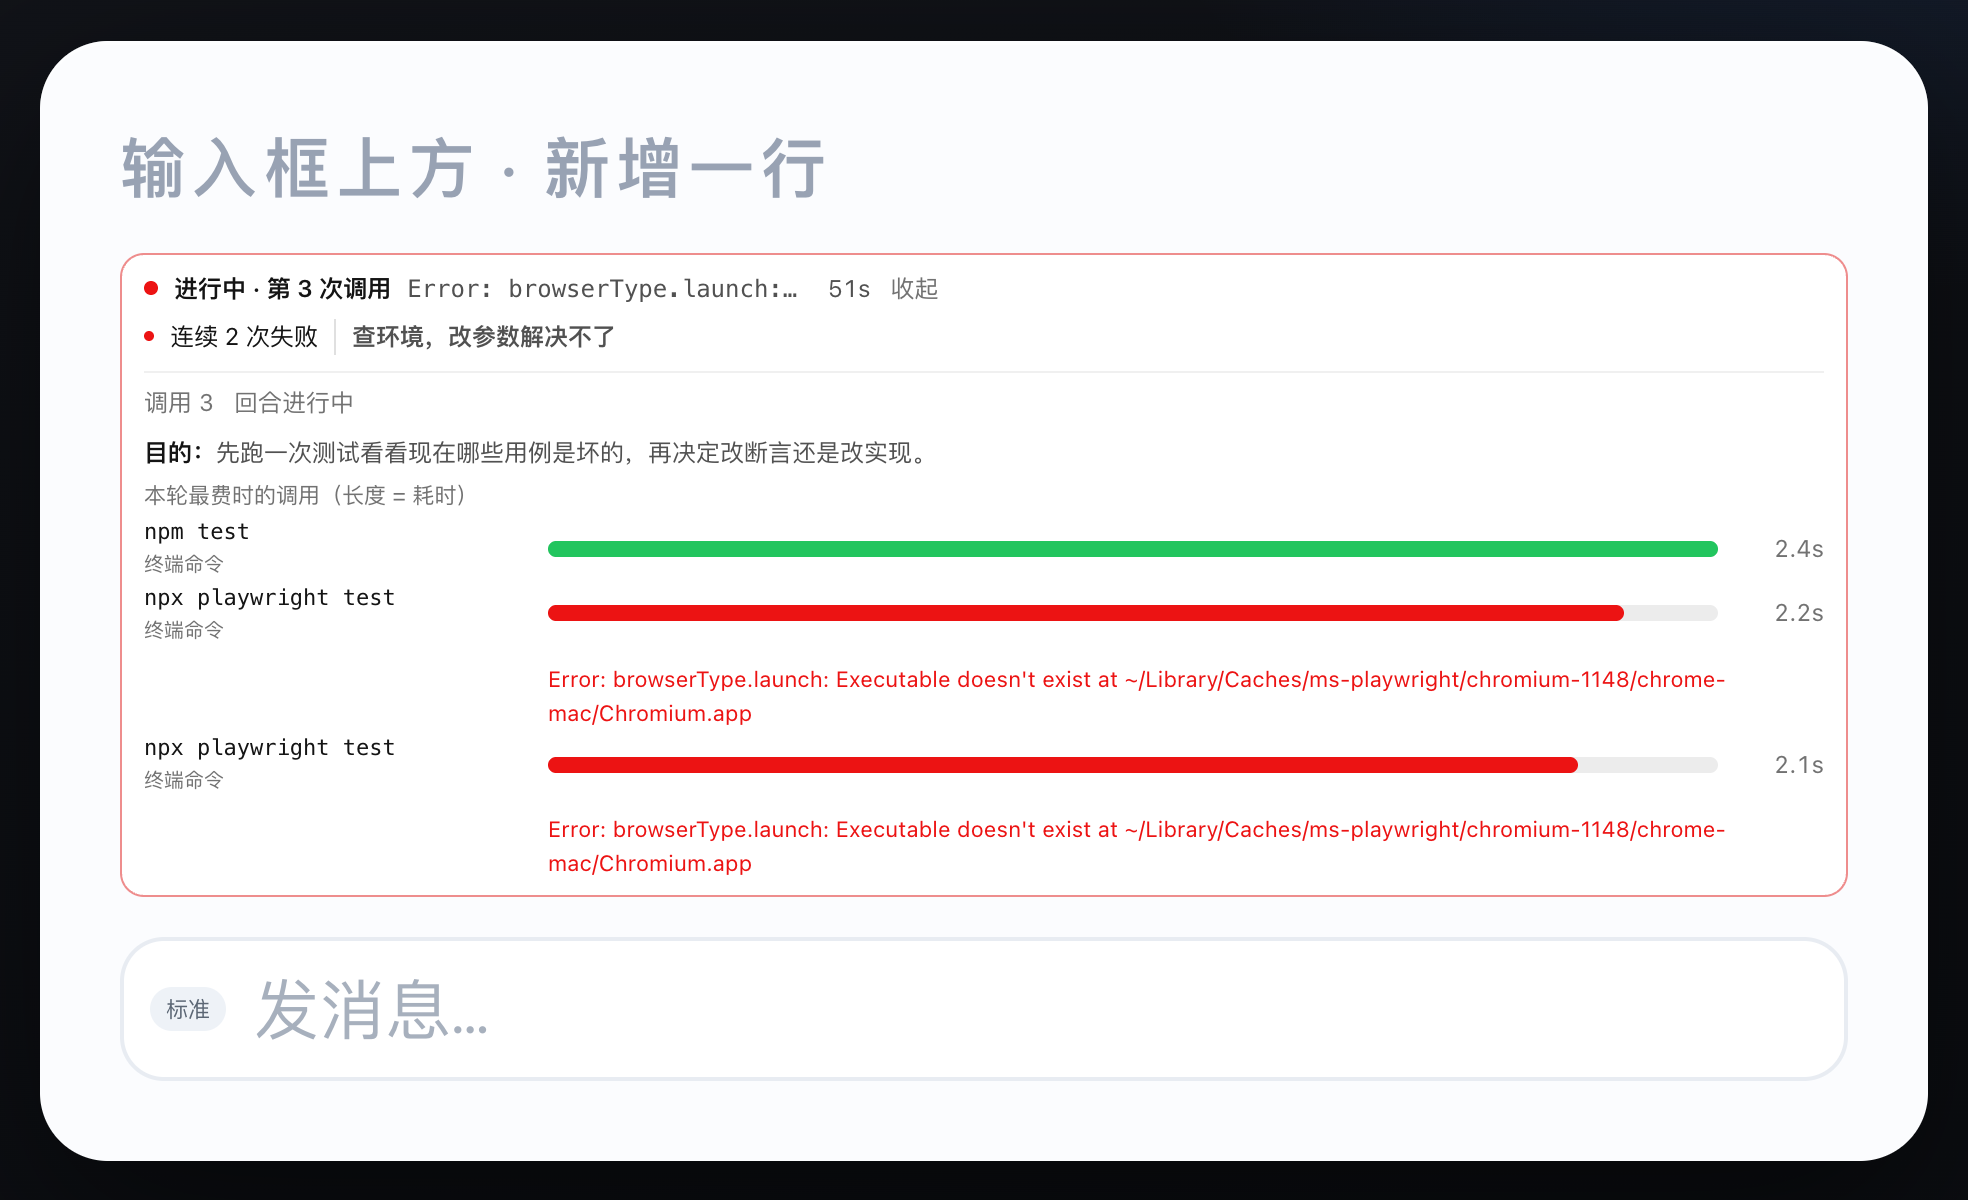 输入框上方 · 新增一行
进行中 · 第 3 次调用 Error: browserType.launch:… 51s 收起
连续 2 次失败 查环境，改参数解决不了
调用 3 回合进行中
目的：先跑一次测试看看现在哪些用例是坏的，再决定改断言还是改实现。
本轮最费时的调用（长度 = 耗时）
npm test
终端命令
2.4s
npx playwright test
终端命令
2.2s
Error: browserType.launch: Executable doesn't exist at ~/Library/Caches/ms-playwright/chromium-1148/chrome-
mac/Chromium.app
npx playwright test
终端命令
2.1s
Error: browserType.launch: Executable doesn't exist at ~/Library/Caches/ms-playwright/chromium-1148/chrome-
mac/Chromium.app
标准 发消息…